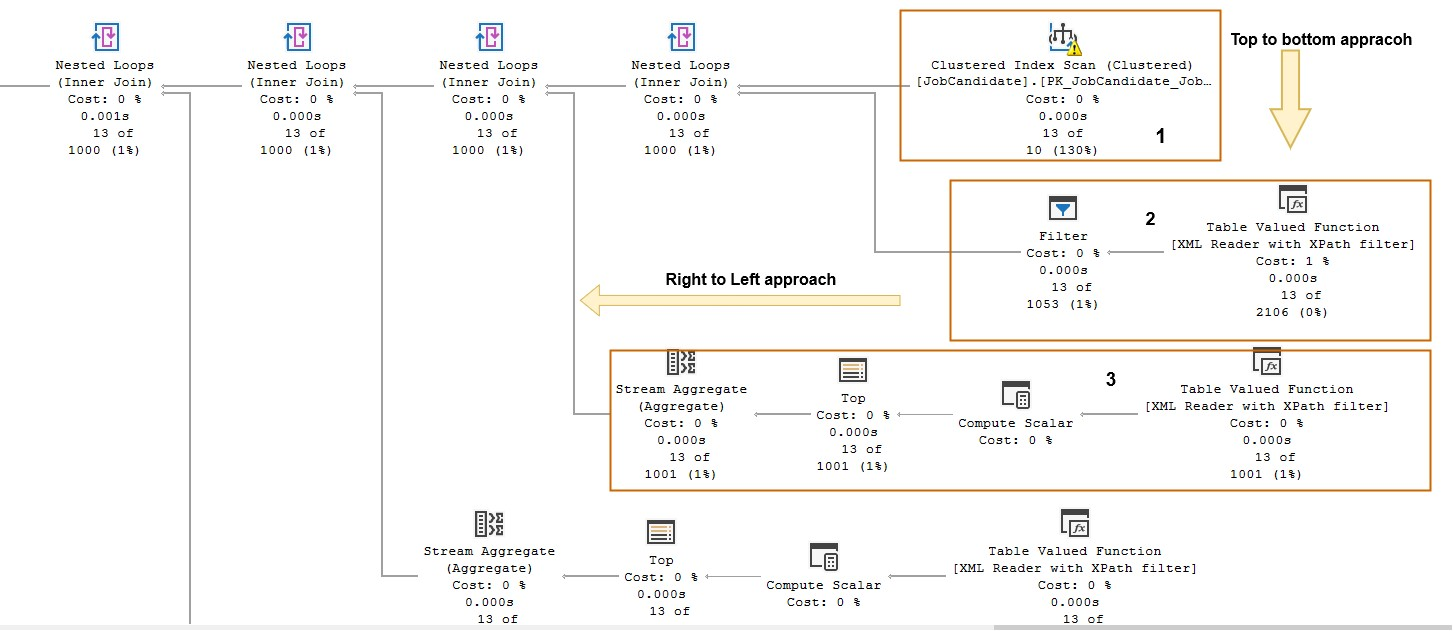 Nested Loops
(Inner Join)
Cost: 0 %
0.001s
13 of
1000 (1%)
Nested Loops
(Inner Join)
Cost: 0 %
0.000s
13 of
1000 (1%)
Nested Loops
(Inner Join)
Cost: 0 %
0.000s
13 of
1000 (1%)
Nested Loops
(Inner Join)
Cost: 0 %
0.000s
13 of
1000 (1%)
Clustered Index Scan (Clustered)
[JobCandidate].[PK_JobCandidate_Job…
Cost: 0 %
0.000s
13 of
10 (130%)
1
Top to bottom appracoh
Filter
Cost: 0 %
0.000s
13 of
1053 (1%)
2
fx
Table Valued Function
[XML Reader with XPath filter]
Cost: 1 %
0.000s
13 of
2106 (0%)
Right to Left approach
Stream Aggregate
(Aggregate)
Cost: 0 %
0.000s
13 of
1001 (1%)
Top
Cost: 0 %
0.000s
13 of
1001 (1%)
Compute Scalar
Cost: 0 %
3
fx
Table Valued Function
[XML Reader with XPath filter]
Cost: 0 %
0.000s
13 of
1001 (1%)
Stream Aggregate
(Aggregate)
Cost: 0 %
0.000s
13 of
Top
Cost: 0 %
0.000s
13 of
Compute Scalar
Cost: 0 %
fx
Table Valued Function
[XML Reader with XPath filter]
Cost: 0 %
0.000s
13 of